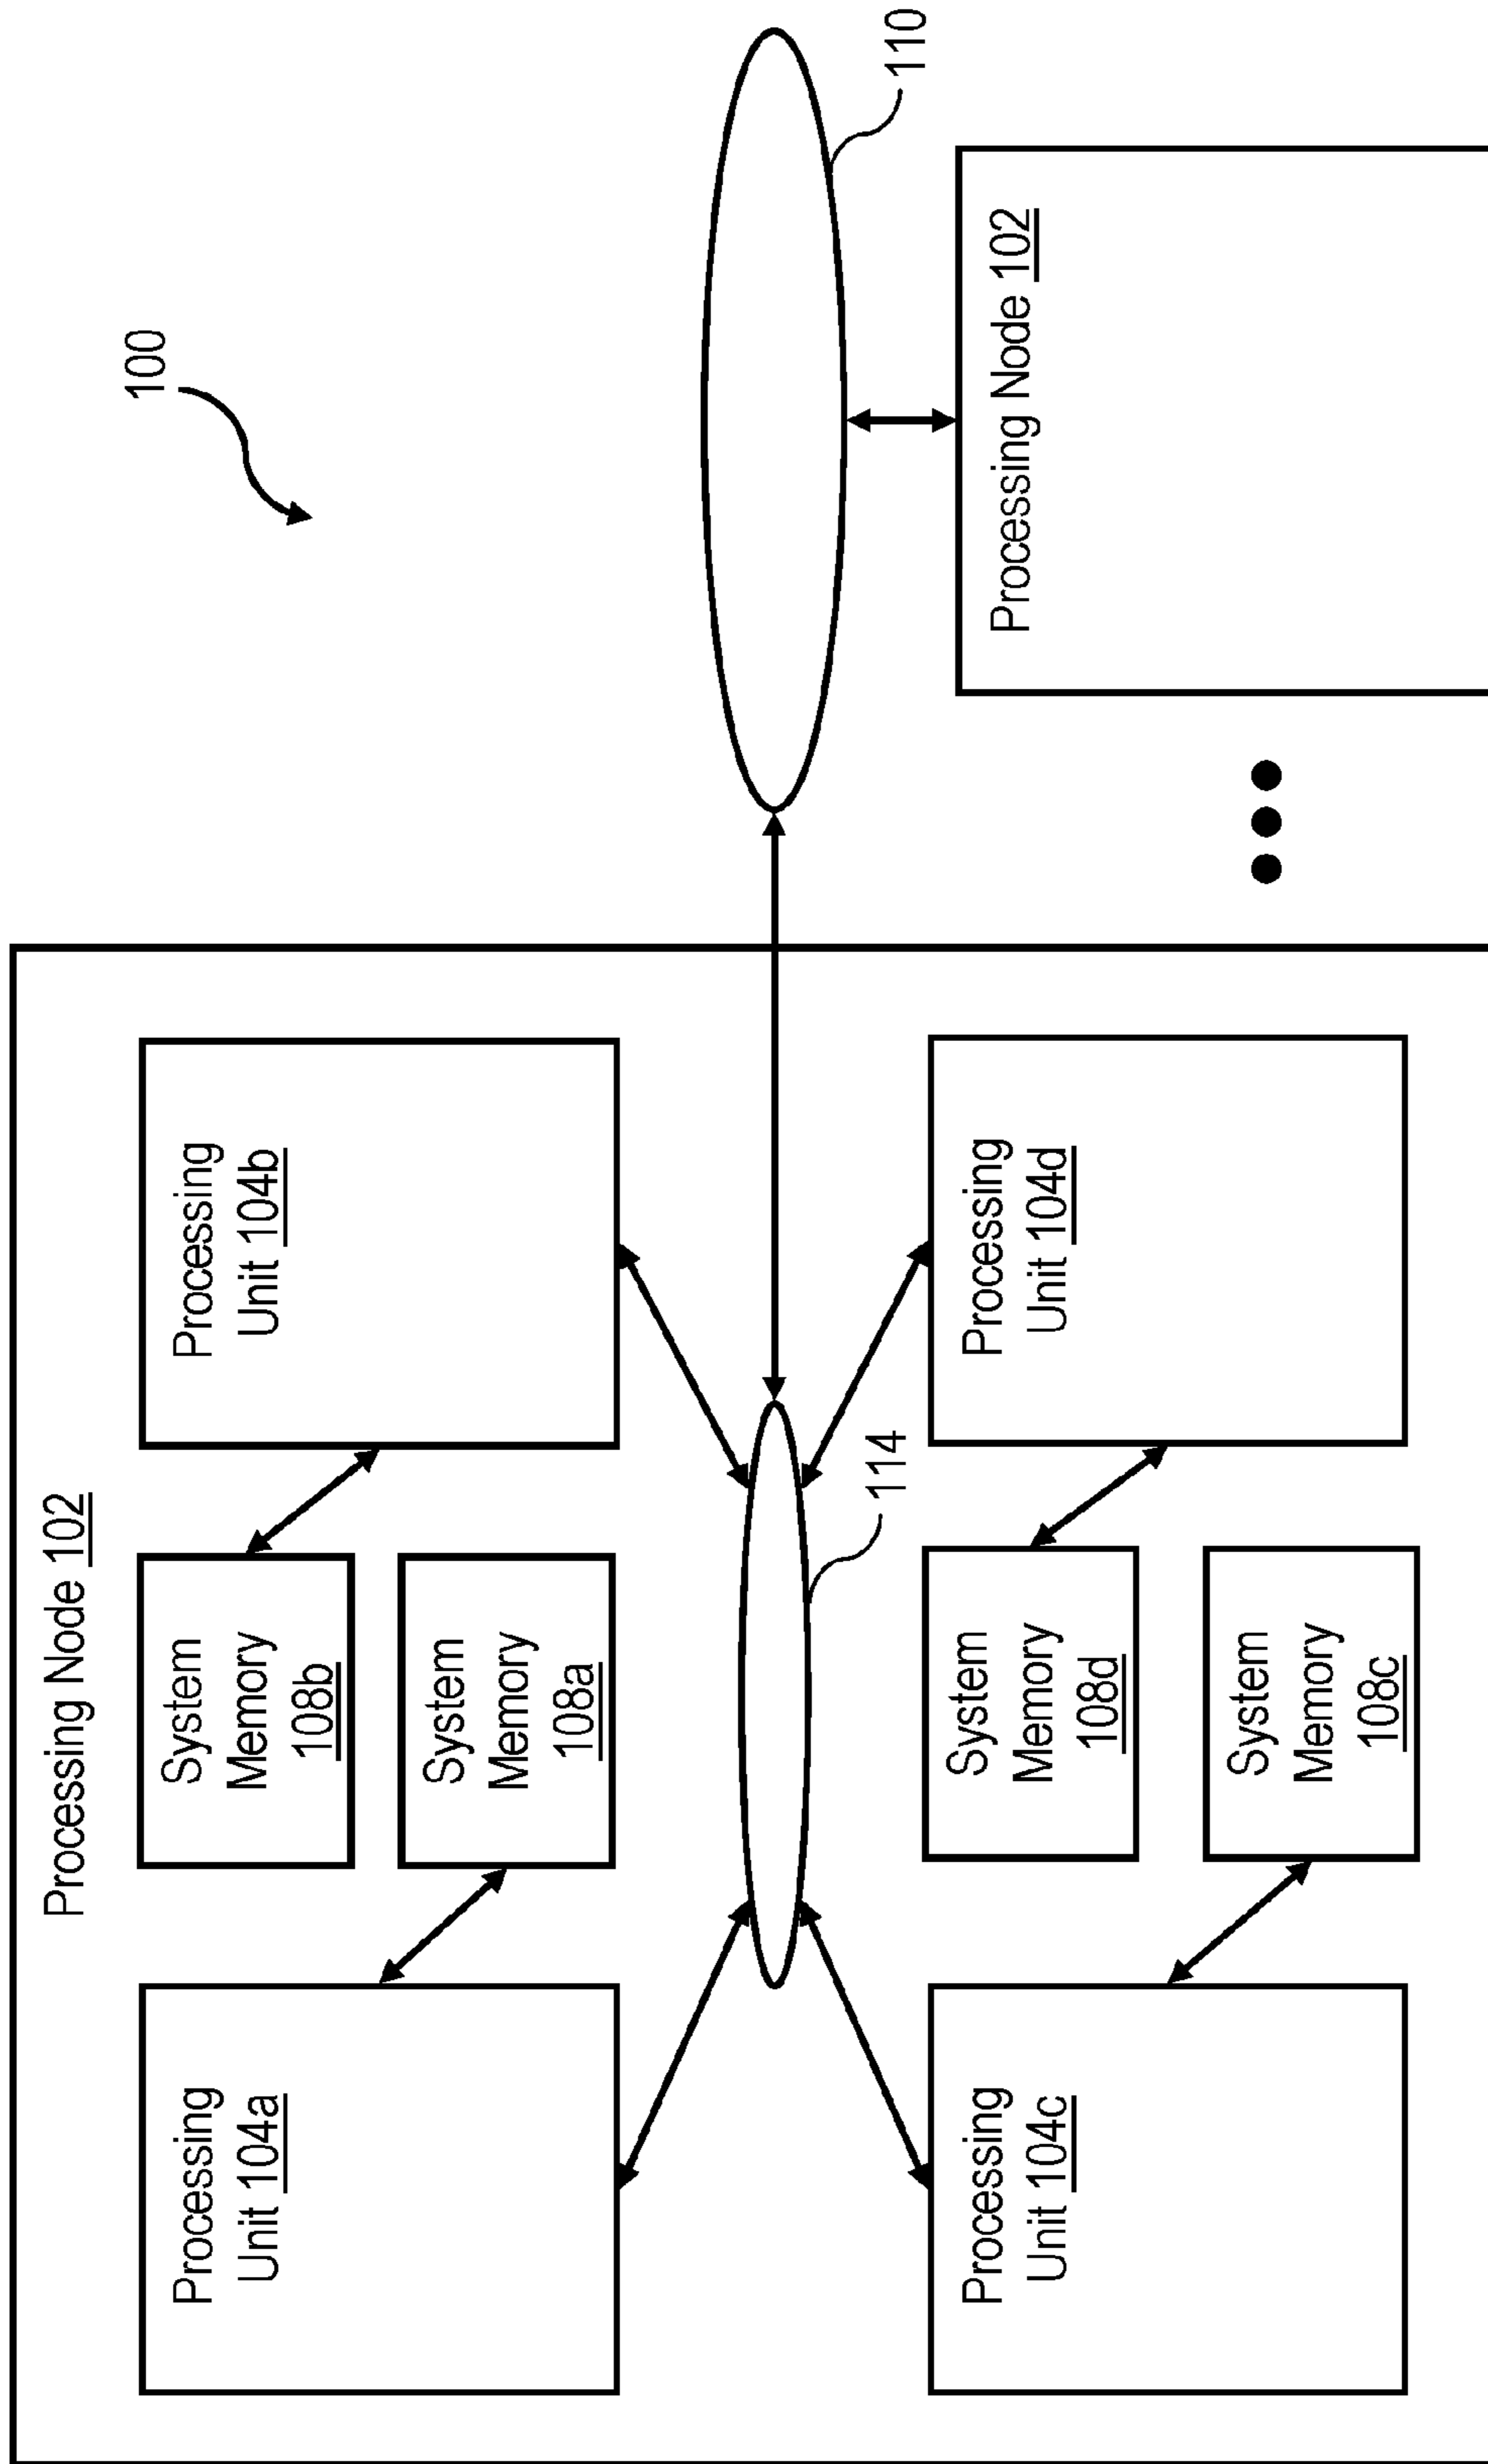 100
Processing Node 102
Processing
Unit 104a
System
Memory
108b
System
Memory
108a
Processing
Unit 104b
110
114
Processing
Unit 104c
System
Memory
108d
System
Memory
108c
Processing
Unit 104d
Processing Node 102